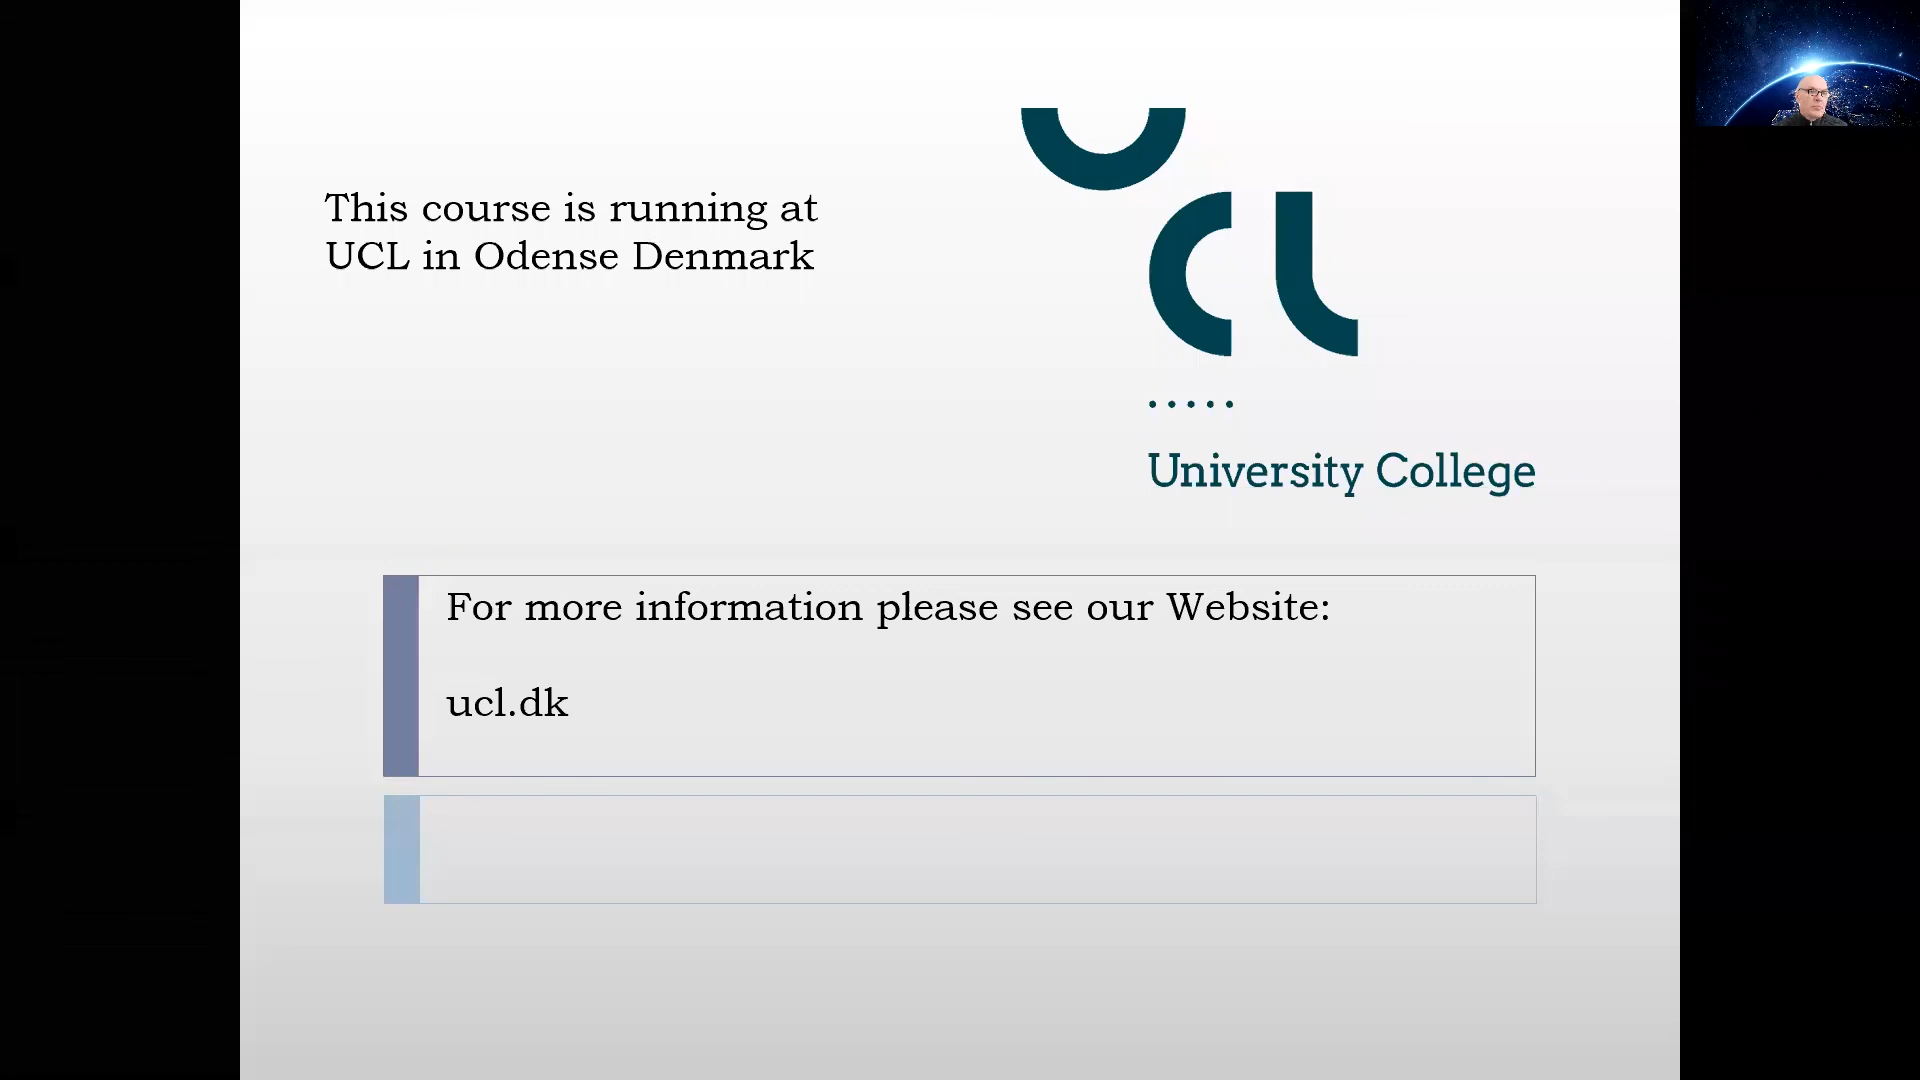 This course is running at
UCL in Odense Denmark
UCL
University College
For more information please see our Website:
ucl.dk